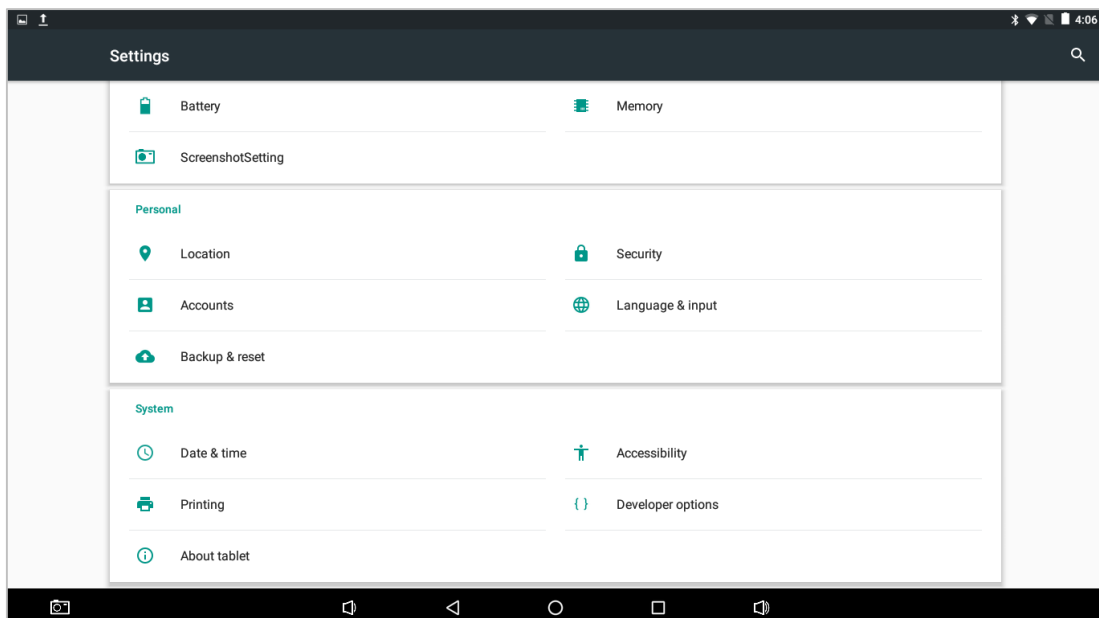 4:06
Settings
Battery
Memory
ScreenshotSetting
Personal
Location
Security
Accounts
Language & input
Backup & reset
System
Date & time
Accessibility
Printing
Developer options
About tablet